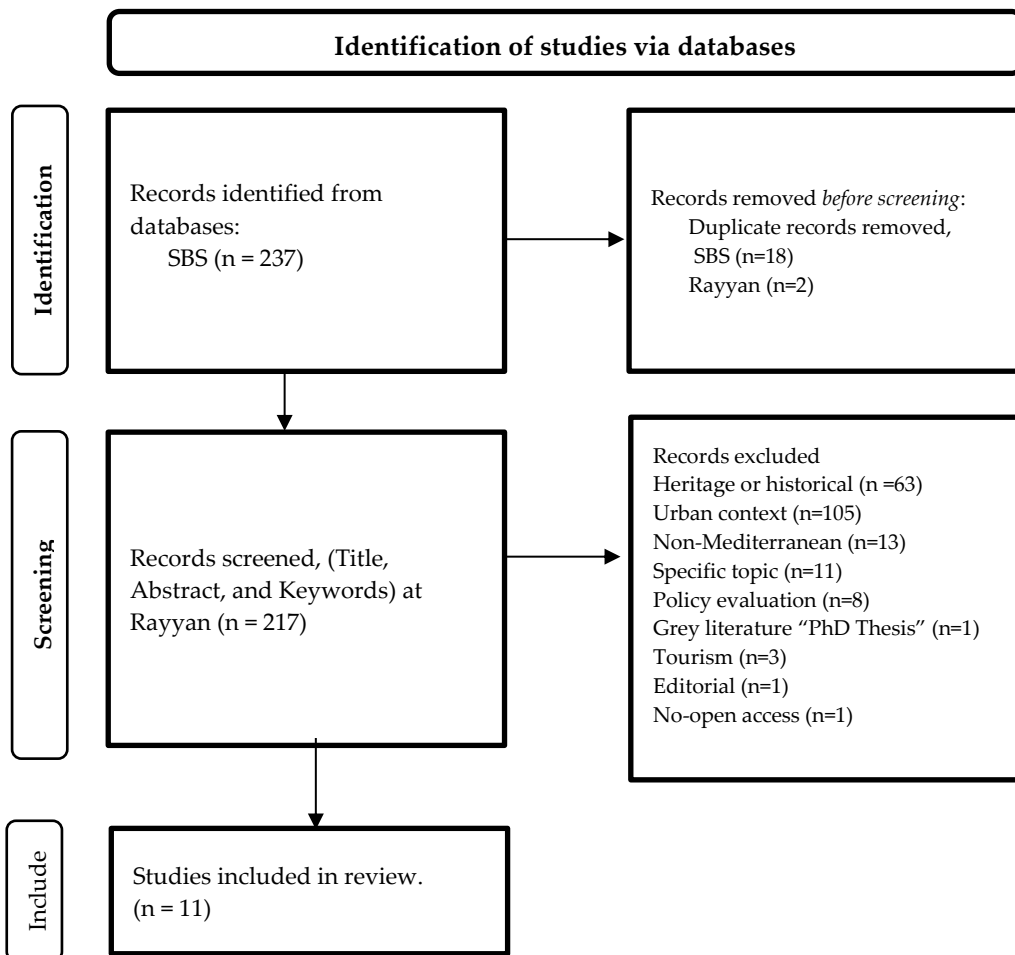 Identification of studies via databases
Identification
Records identified from
databases:
SBS (n = 237)
Records removed before screening:
Duplicate records removed,
SBS (n=18)
Rayyan (n=2)
Screening
Records screened, (Title,
Abstract, and Keywords) at
Rayyan (n = 217)
Records excluded
Heritage or historical (n =63)
Urban context (n=105)
Non-Mediterranean (n=13)
Specific topic (n=11)
Policy evaluation (n=8)
Grey literature “PhD Thesis” (n=1)
Tourism (n=3)
Editorial (n=1)
No-open access (n=1)
Include
Studies included in review.
(n = 11)